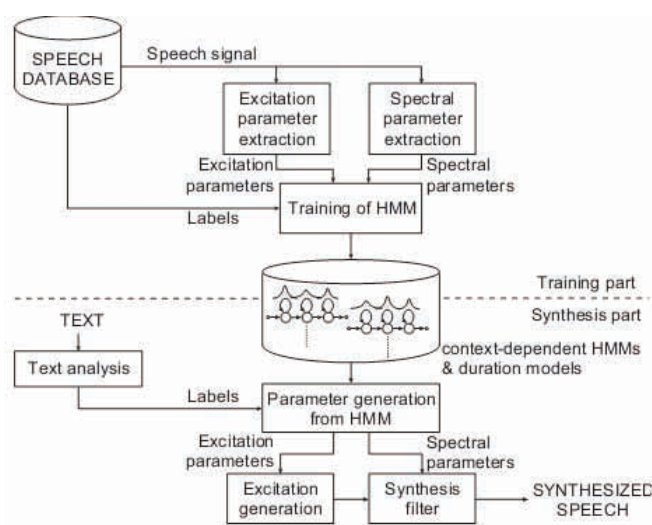 SPEECH
DATABASE
Speech signal
Excitation
parameter
extraction
Spectral
parameter
extraction
Excitation
parameters
Spectral
parameters
Labels
Training of HMM
Training part
Synthesis part
TEXT
context-dependent HMMs
& duration models
Text analysis
Labels
Parameter generation
from HMM
Excitation
parameters
Spectral
parameters
Excitation
generation
Synthesis
filter
SYNTHESIZED
SPEECH